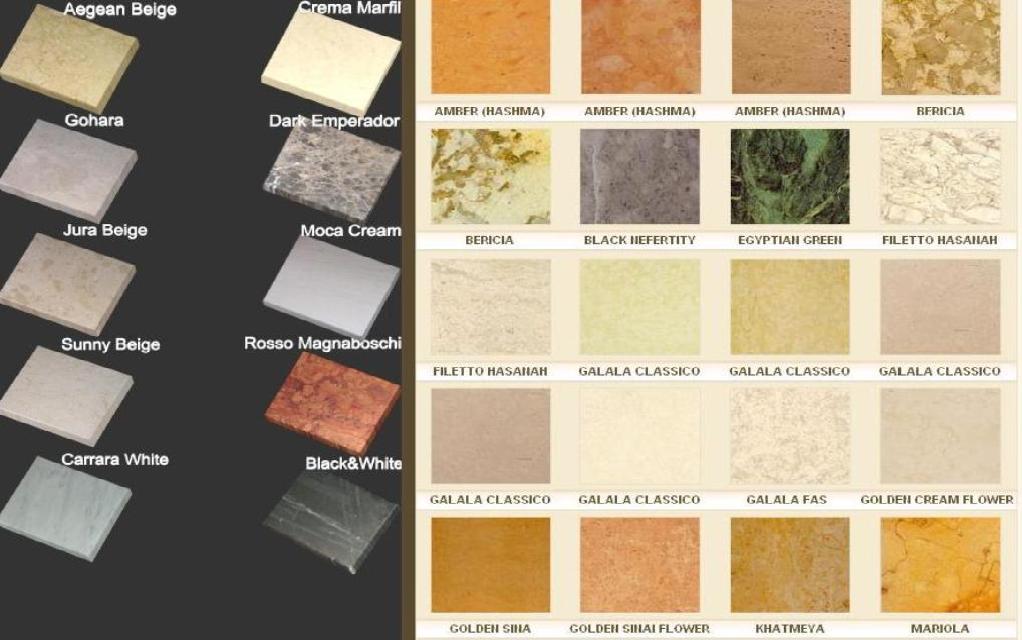 Aegean Beige
Crema Marfil
Gohara
Dark Emperador
Jura Beige
Moca Cream
Sunny Beige
Rosso Magnaboschi
Carrara White
Black&White
AMBER (HASHMA)
AMBER (HASHMA)
AMBER (HASHMA)
BERICIA
BERICIA
BLACK NEFERTITY
EGYPTIAN GREEN
FILETTO HASANAH
FILETTO HASANAH
GALALA CLASSICO
GALALA CLASSICO
GALALA CLASSICO
GALALA CLASSICO
GALALA CLASSICO
GALALA FAS
GOLDEN CREAM FLOWER
GOLDEN SINA
GOLDEN SINAI FLOWER
KHATMEYA
MARIOLA